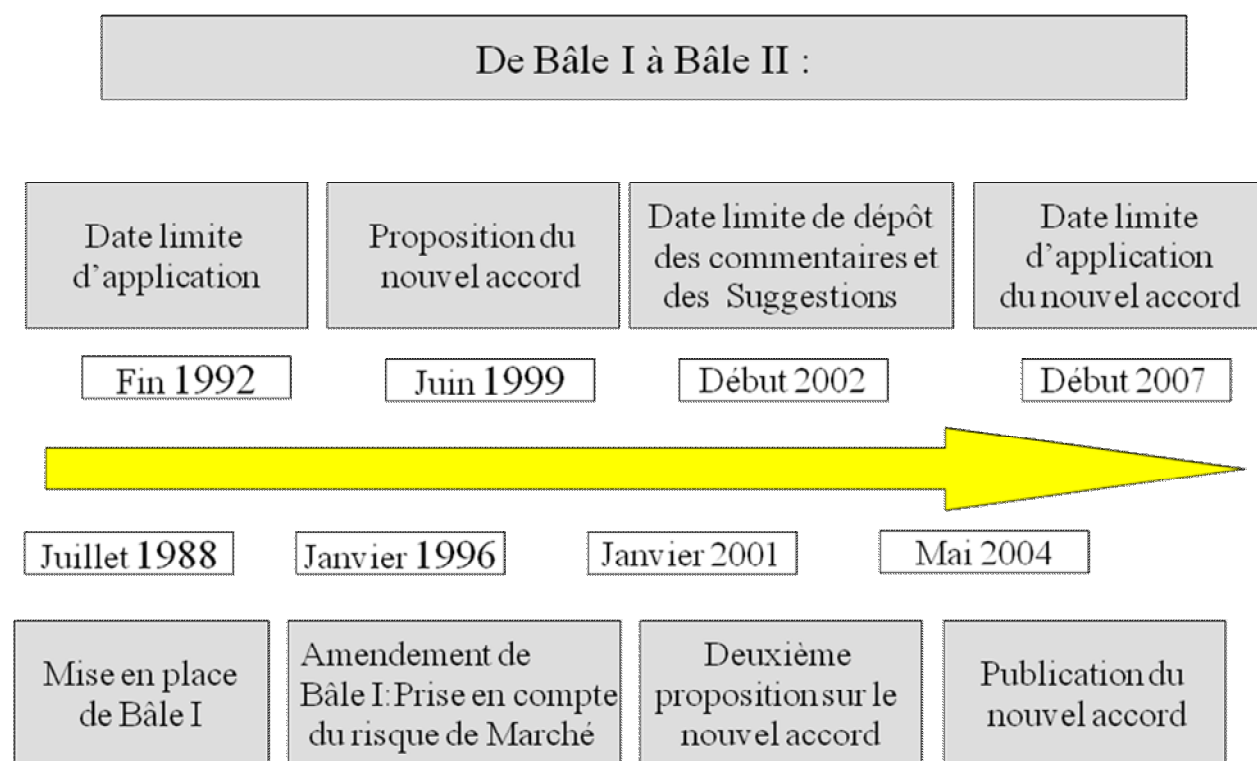 De Bâle I à Bâle II :
Date limite
d’application
Proposition du
nouvel accord
Date limite de dépôt
des commentaires et
des Suggestions
Date limite
d’application
du nouvel accord
Fin 1992
Juin 1999
Début 2002
Début 2007
Juillet 1988
Janvier 1996
Janvier 2001
Mai 2004
Mise en place
de Bâle I
Amendement de
Bâle I:Prise en compte
du risque de Marché
Deuxième
proposition sur le
nouvel accord
Publication du
nouvel accord